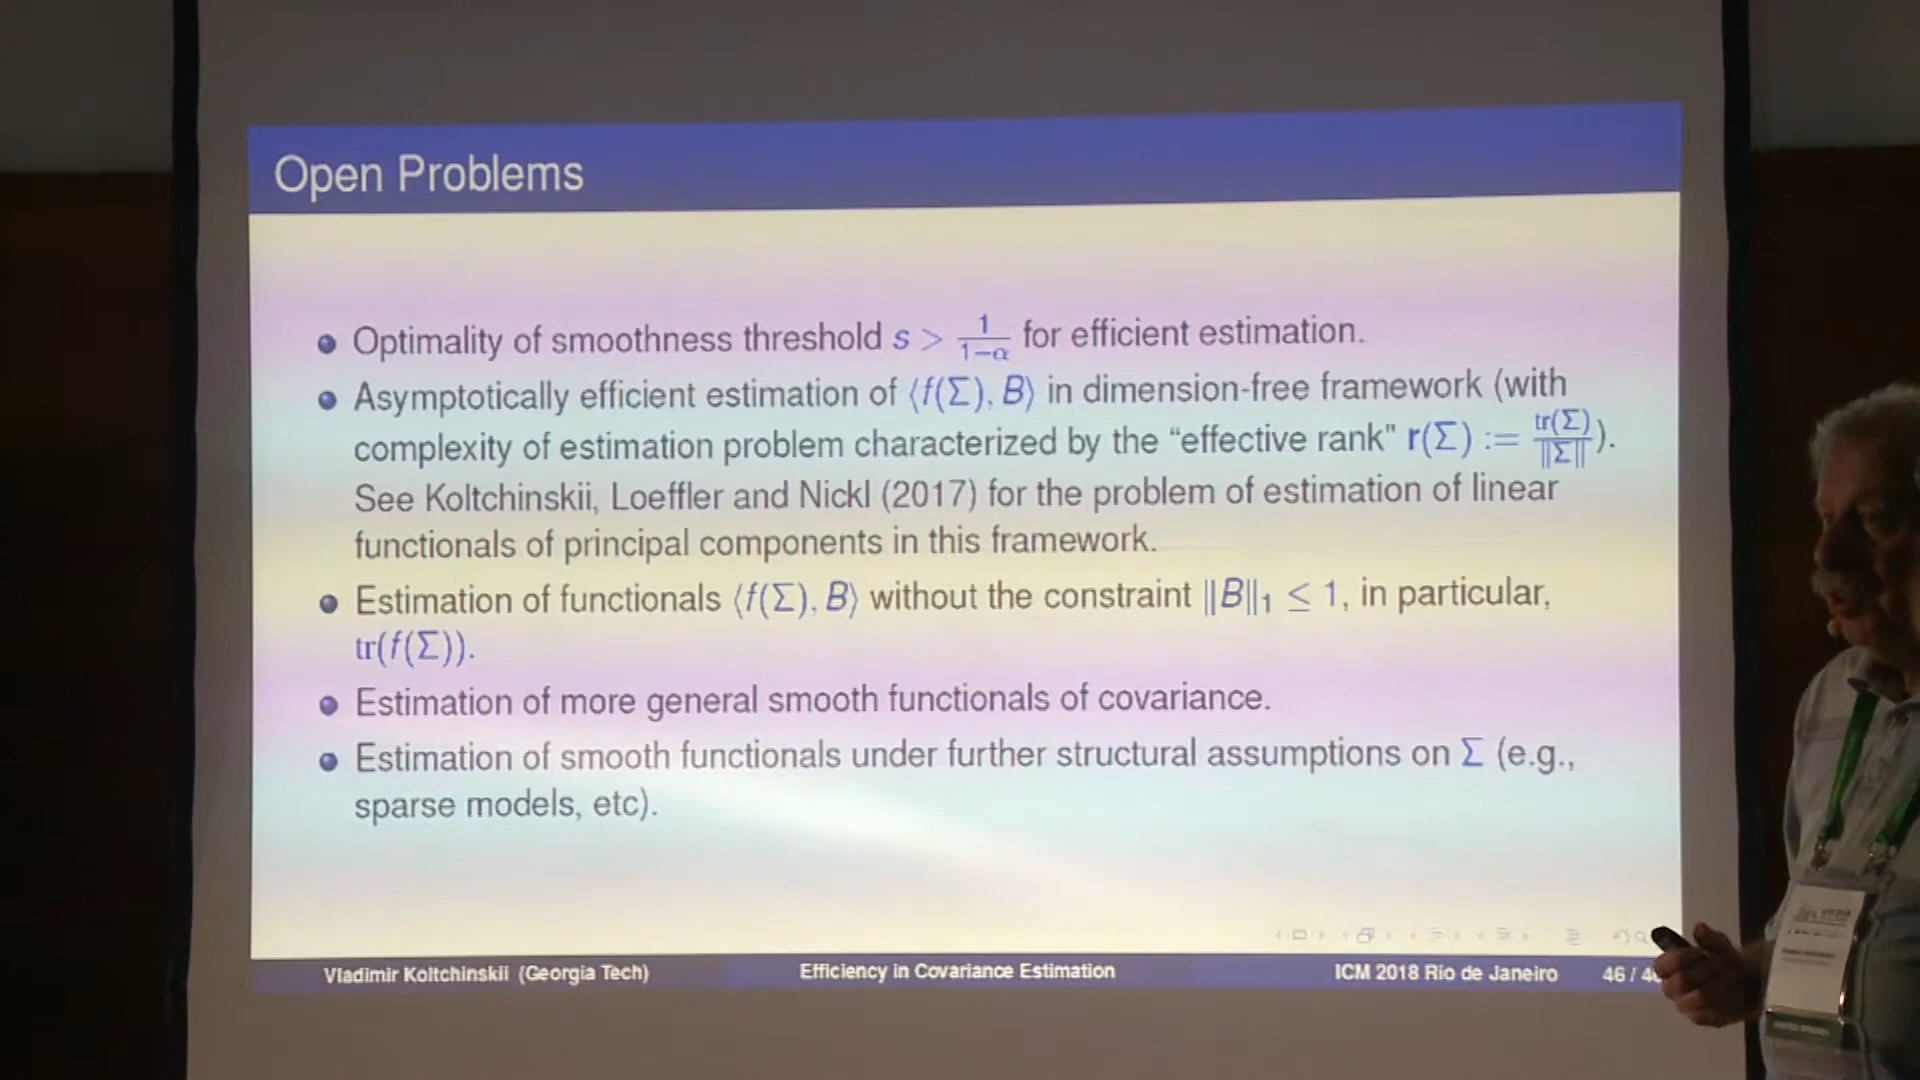 Open Problems
Optimality of smoothness threshold s > 1/(1−α) for efficient estimation.
Asymptotically efficient estimation of ⟨f(Σ), B⟩ in dimension-free framework (with
complexity of estimation problem characterized by the “effective rank” r(Σ) := tr(Σ)/‖Σ‖).
See Koltchinskii, Loeffler and Nickl (2017) for the problem of estimation of linear
functionals of principal components in this framework.
Estimation of functionals ⟨f(Σ), B⟩ without the constraint ‖B‖₁ ≤ 1, in particular,
tr(f(Σ)).
Estimation of more general smooth functionals of covariance.
Estimation of smooth functionals under further structural assumptions on Σ (e.g.,
sparse models, etc).
Vladimir Koltchinskii (Georgia Tech) Efficiency in Covariance Estimation ICM 2018 Rio de Janeiro 46 /